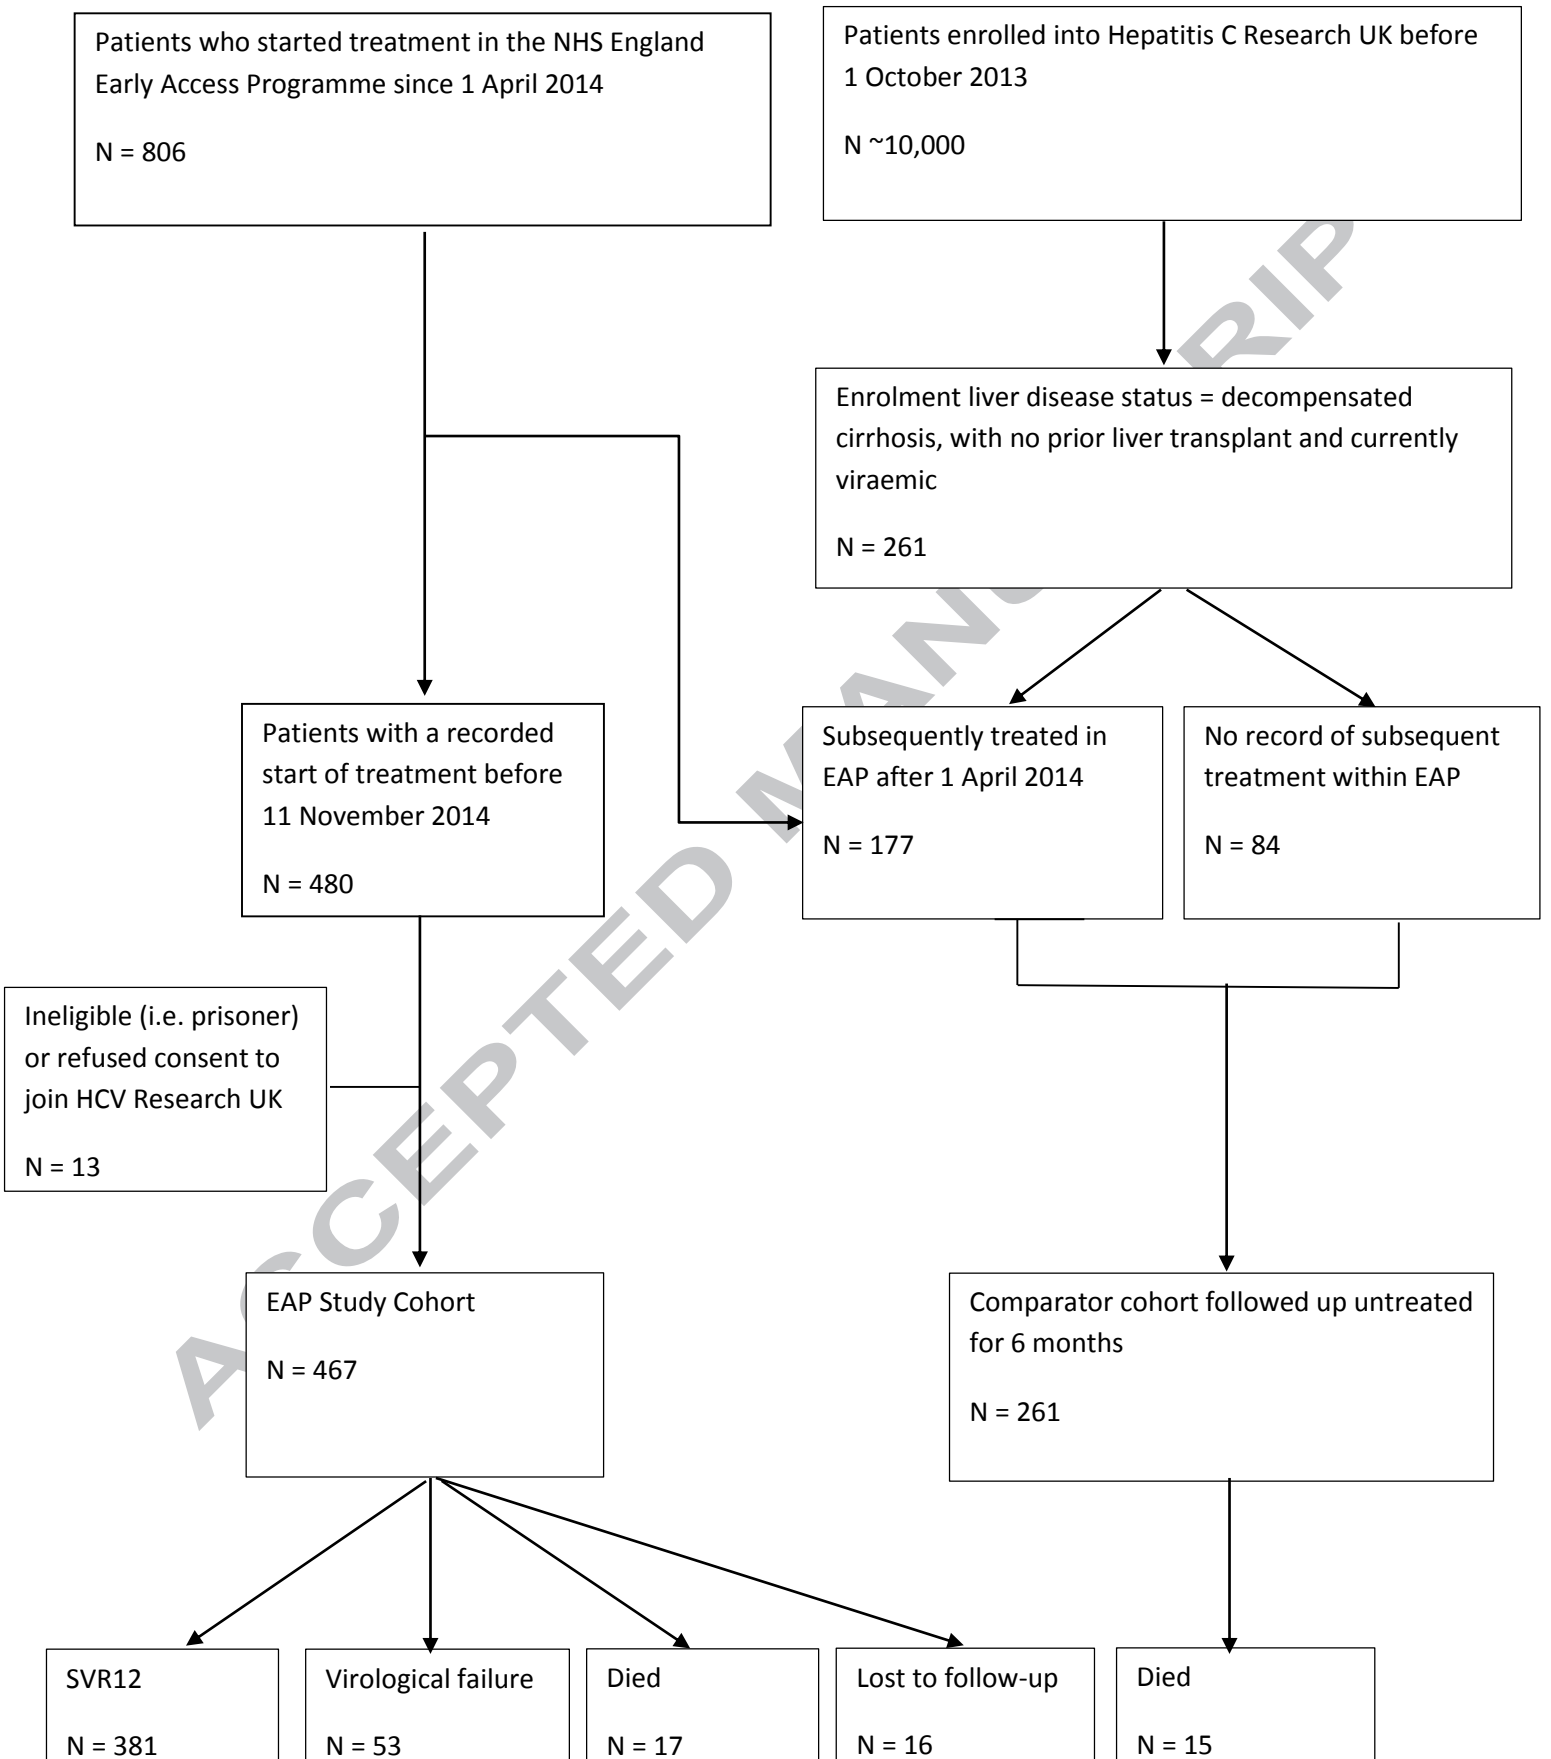 Patients who started treatment in the NHS England
Early Access Programme since 1 April 2014
N = 806
Patients enrolled into Hepatitis C Research UK before
1 October 2013
N ~10,000
Enrolment liver disease status = decompensated
cirrhosis, with no prior liver transplant and currently
viraemic
N = 261
Patients with a recorded
start of treatment before
11 November 2014
N = 480
Subsequently treated in
EAP after 1 April 2014
N = 177
No record of subsequent
treatment within EAP
N = 84
Ineligible (i.e. prisoner)
or refused consent to
join HCV Research UK
N = 13
EAP Study Cohort
N = 467
Comparator cohort followed up untreated
for 6 months
N = 261
SVR12
N = 381
Virological failure
N = 53
Died
N = 17
Lost to follow-up
N = 16
Died
N = 15
ACCEPTED MANU RIP